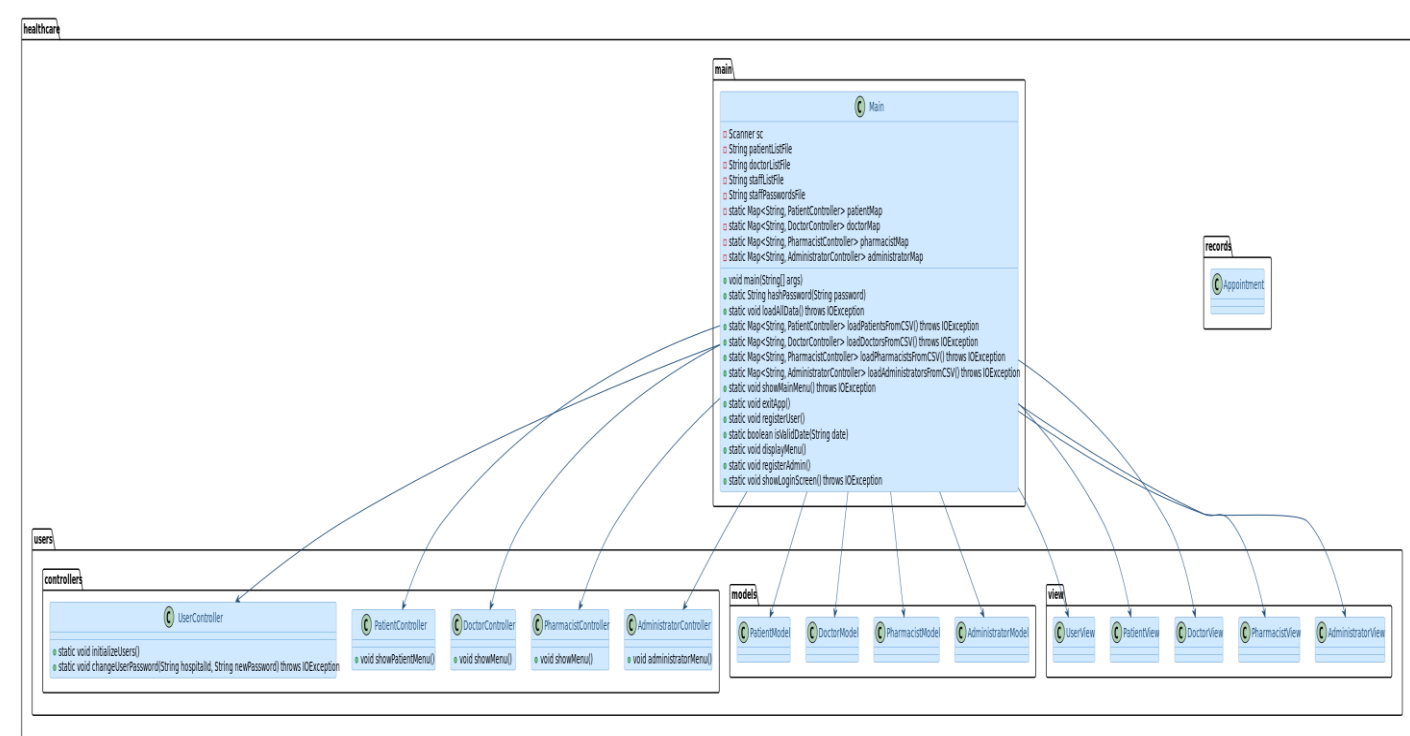 healthcare
main
C Main
Scanner sc
String patientListFile
String doctorListFile
String staffListFile
String staffPasswordsFile
static Map<String, PatientController> patientMap
static Map<String, DoctorController> doctorMap
static Map<String, PharmacistController> pharmacistMap
static Map<String, AdministratorController> administratorMap
void main(String[] args)
static String hashPassword(String password)
static void loadAllData() throws IOException
static Map<String, PatientController> loadPatientsFromCSV() throws IOException
static Map<String, DoctorController> loadDoctorsFromCSV() throws IOException
static Map<String, PharmacistController> loadPharmacistsFromCSV() throws IOException
static Map<String, AdministratorController> loadAdministratorsFromCSV() throws IOException
static void showMainMenu() throws IOException
static void exitApp()
static void registerUser()
static boolean isValidDate(String date)
static void displayMenu()
static void registerAdmin()
static void showLoginScreen() throws IOException
records
C Appointment
users
controllers
C UserController
static void initializeUsers()
static void changeUserPassword(String hospitalId, String newPassword) throws IOException
C PatientController
void showPatientMenu()
C DoctorController
void showMenu()
C PharmacistController
void showMenu()
C AdministratorController
void administratorMenu()
models
C PatientModel
C DoctorModel
C PharmacistModel
C AdministratorModel
view
C UserView
C PatientView
C DoctorView
C PharmacistView
C AdministratorView